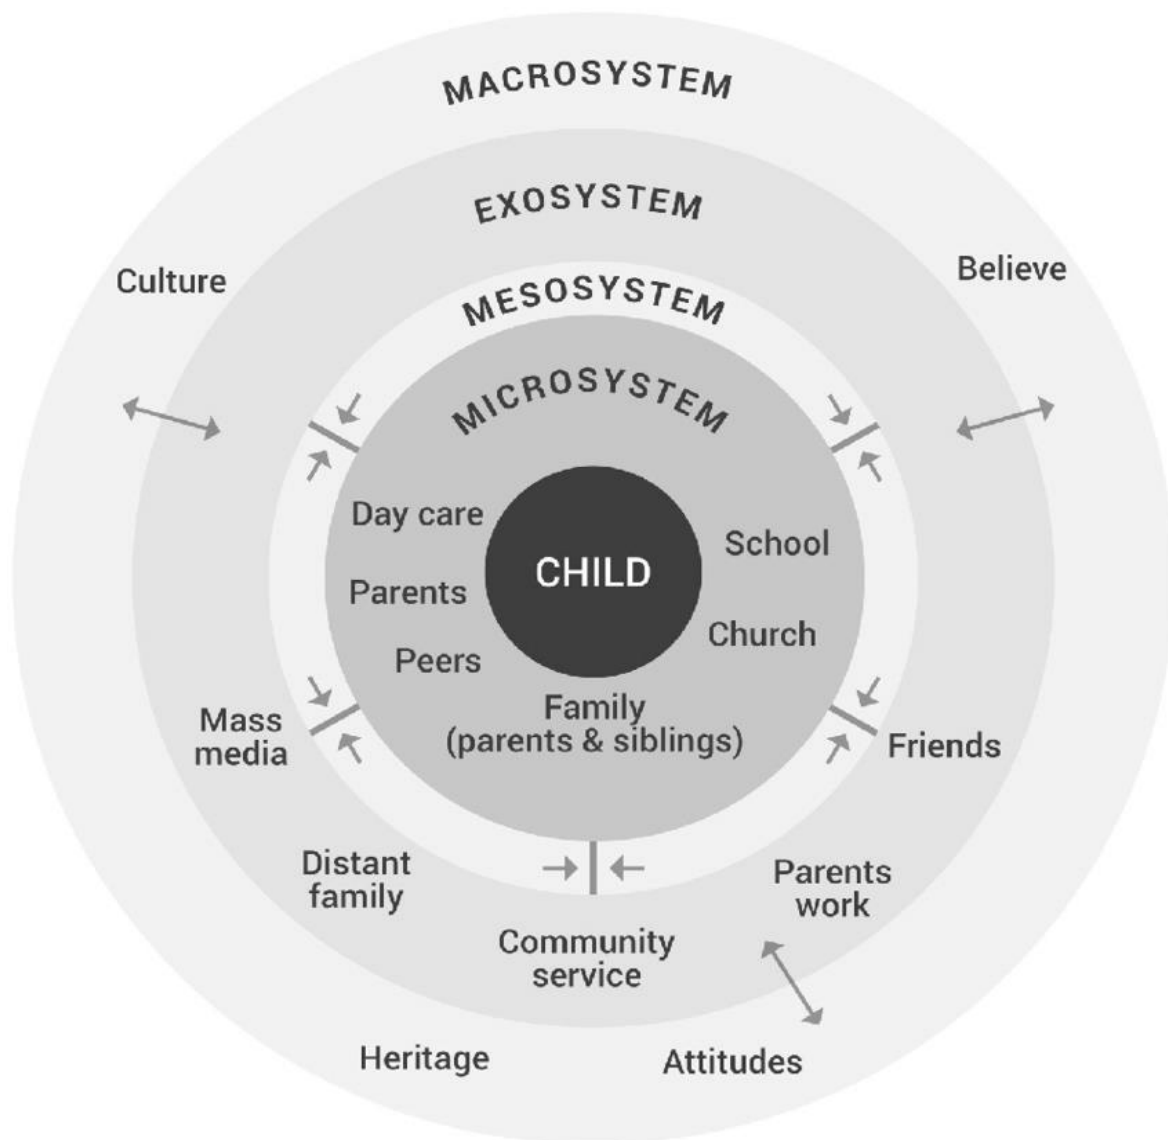 MACROSYSTEM
EXOSYSTEM
MESOSYSTEM
MICROSYSTEM
Culture
Believe
Day care
School
CHILD
Parents
Church
Peers
Family
(parents & siblings)
Mass
media
Friends
Distant
family
Parents
work
Community
service
Heritage
Attitudes